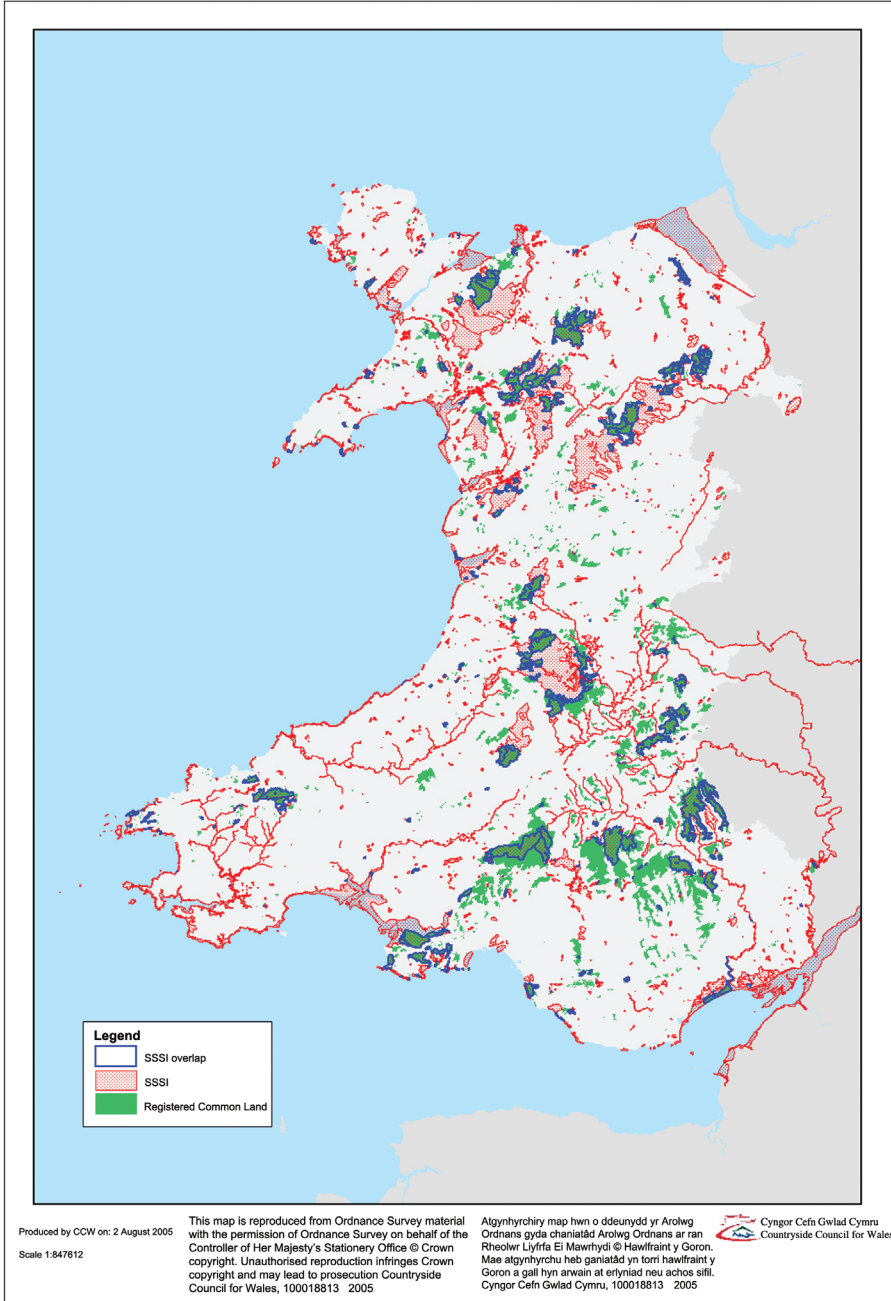 Legend
SSSI overlap
SSSI
Registered Common Land
Produced by CCW on: 2 August 2005
Scale 1:847612
This map is reproduced from Ordnance Survey material
with the permission of Ordnance Survey on behalf of the
Controller of Her Majesty's Stationery Office © Crown
copyright. Unauthorised reproduction infringes Crown
copyright and may lead to prosecution Countryside
Council for Wales, 100018813 2005
Atgynhyrchiry map hwn o ddeunydd yr Arolwg
Ordnans gyda chaniatâd Arolwg Ordnans ar ran
Rheolwr Llyfrfa Ei Mawrhydi © Hawlfraint y Goron.
Mae atgynhyrchu heb ganiatâd yn torri hawlfraint y
Goron a gall hyn arwain at erlyniad neu achos sifil.
Cyngor Cefn Gwlad Cymru, 100018813 2005
Cyngor Cefn Gwlad Cymru
Countryside Council for Wales